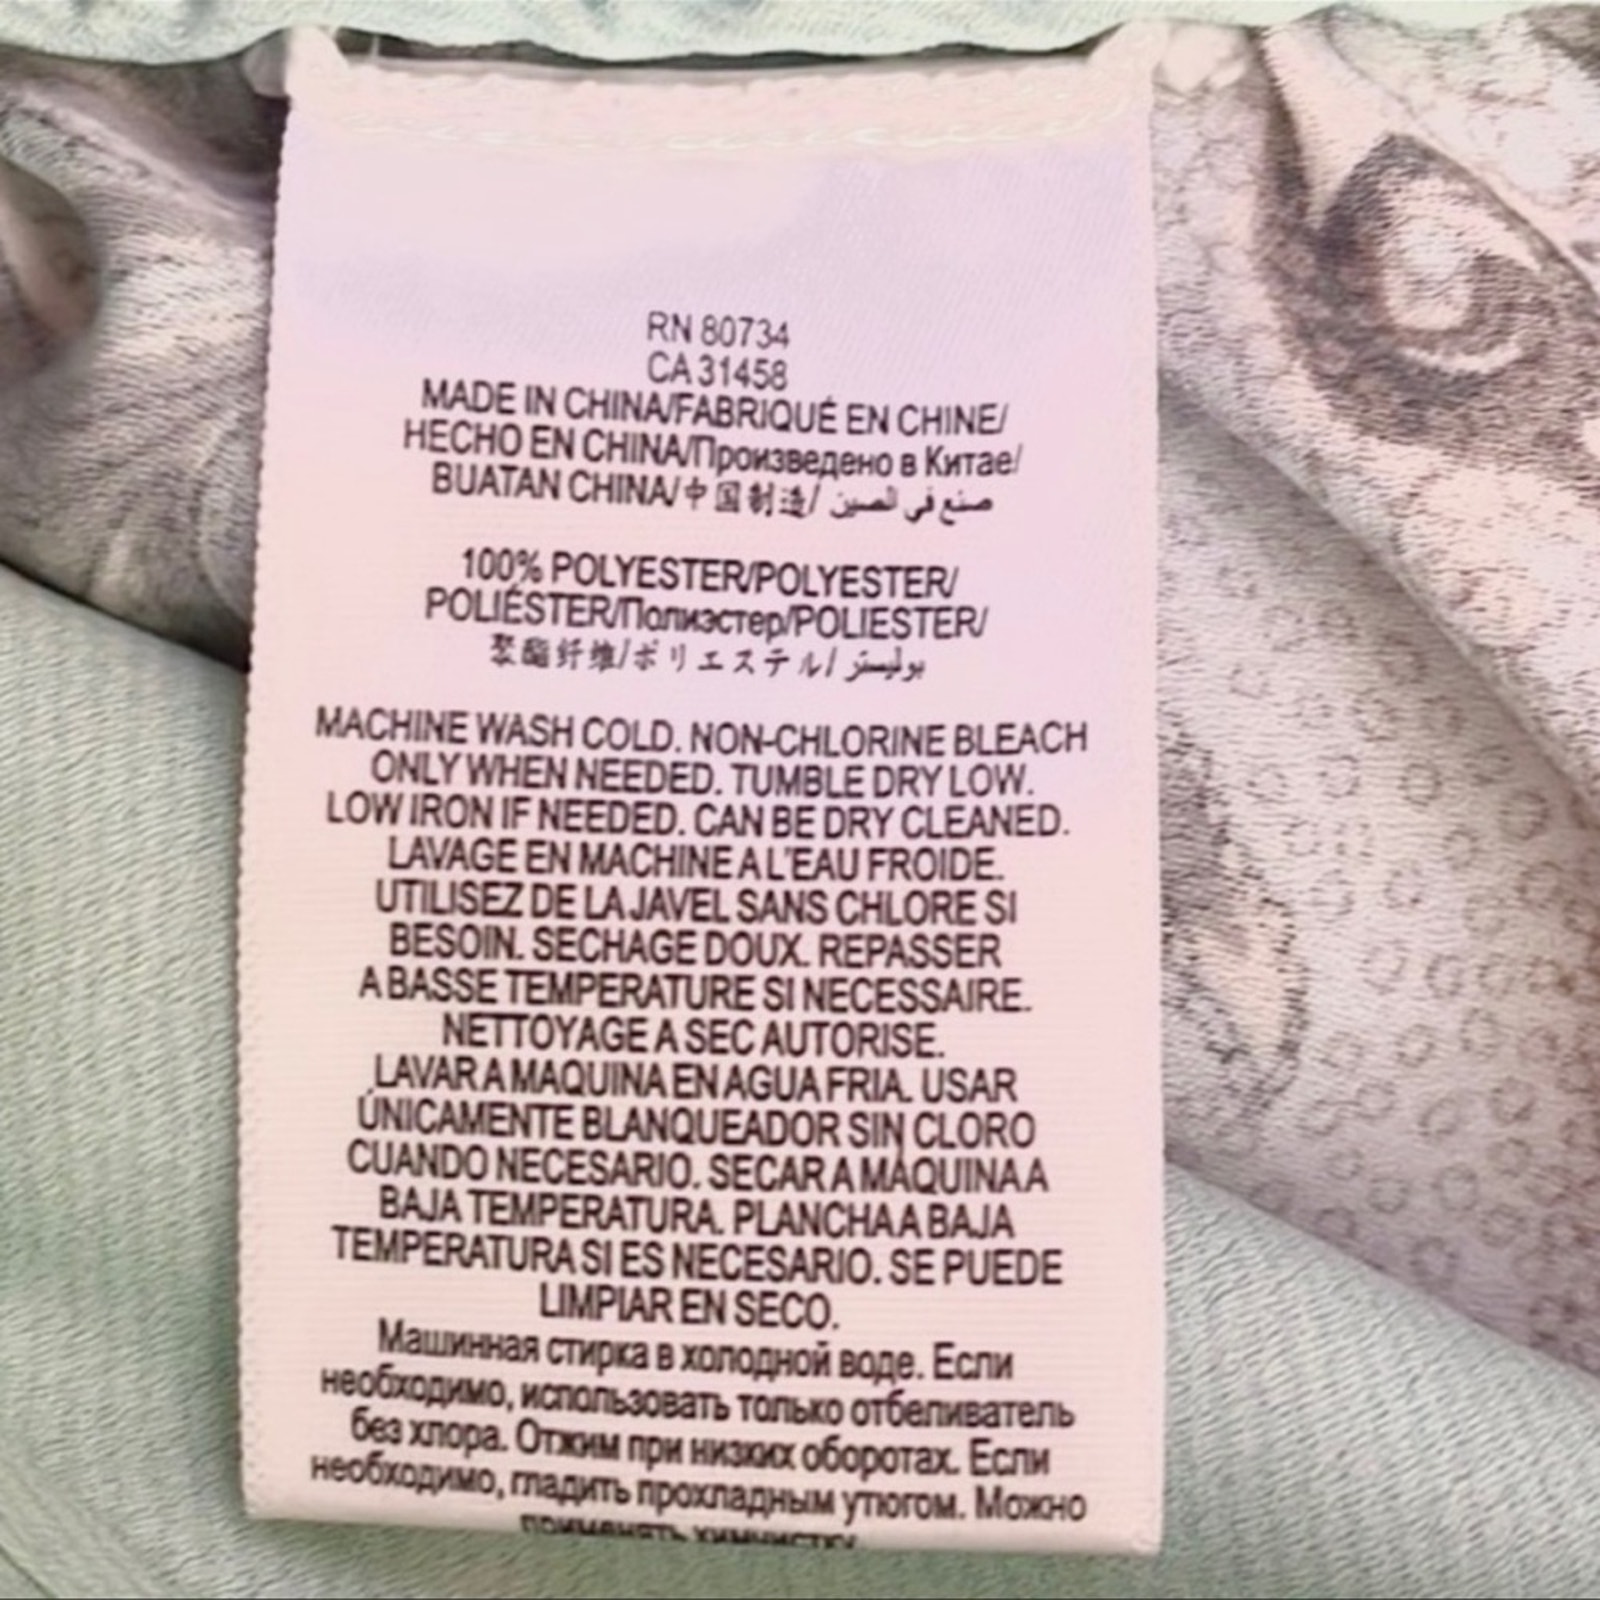 RN 80734
CA 31458
MADE IN CHINA/FABRIQUÉ EN CHINE/
HECHO EN CHINA/Произведено в Китае/
BUATAN CHINA/中国制造/ صنع في الصين
100% POLYESTER/POLYESTER/
POLIÉSTER/Полиэстер/POLIESTER/
聚酯纤维/ポリエステル/ بوليستر
MACHINE WASH COLD. NON-CHLORINE BLEACH
ONLY WHEN NEEDED. TUMBLE DRY LOW.
LOW IRON IF NEEDED. CAN BE DRY CLEANED.
LAVAGE EN MACHINE A L'EAU FROIDE.
UTILISEZ DE LA JAVEL SANS CHLORE SI
BESOIN. SECHAGE DOUX. REPASSER
A BASSE TEMPERATURE SI NECESSAIRE.
NETTOYAGE A SEC AUTORISE.
LAVAR A MAQUINA EN AGUA FRIA. USAR
ÚNICAMENTE BLANQUEADOR SIN CLORO
CUANDO NECESARIO. SECAR A MÁQUINA A
BAJA TEMPERATURA. PLANCHA A BAJA
TEMPERATURA SI ES NECESARIO. SE PUEDE
LIMPIAR EN SECO.
Машинная стирка в холодной воде. Если
необходимо, использовать только отбеливатель
без хлора. Отжим при низких оборотах. Если
необходимо, гладить прохладным утюгом. Можно
применять химчистку